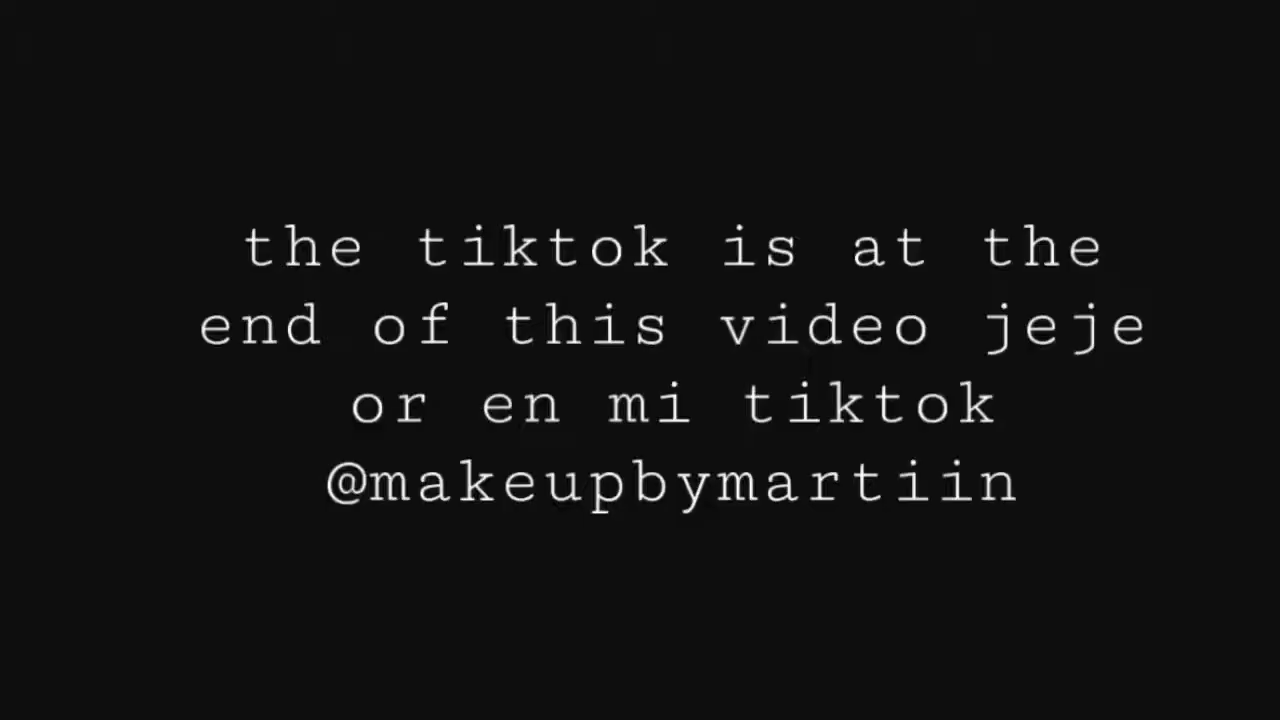 the tiktok is at the
end of this video jeje
or en mi tiktok
@makeupbymartiin